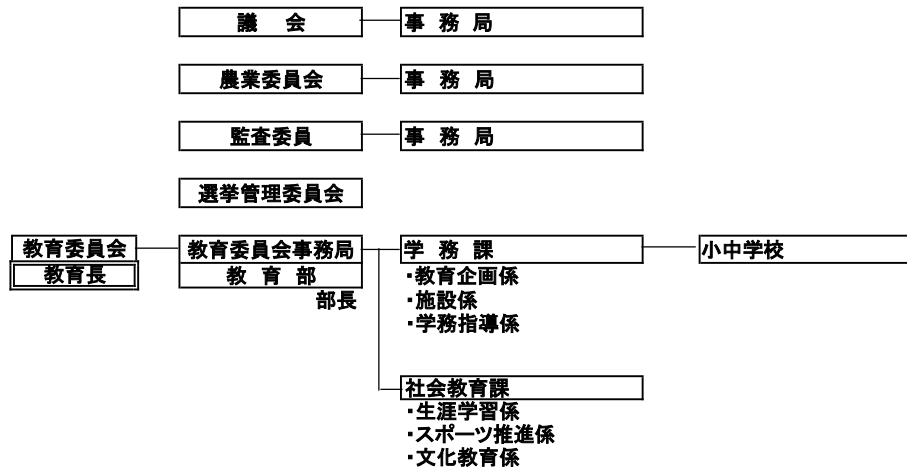 議　会　事 務 局
農業委員会　事 務 局
監査委員　事 務 局
選挙管理委員会
教育委員会　教育委員会事務局　学 務 課　小中学校
教育長　教 育 部　・教育企画係
部長　・施設係
・学務指導係
社会教育課
・生涯学習係
・スポーツ推進係
・文化教育係